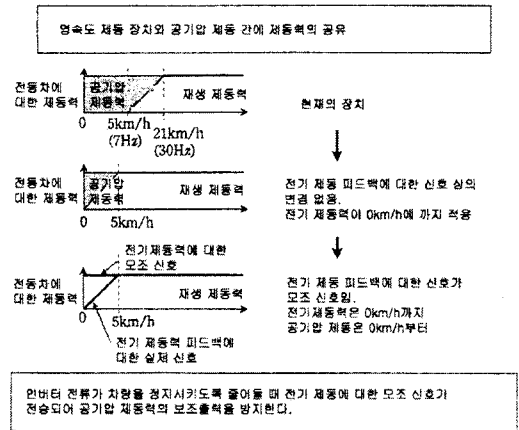 영속도 제동 장치와 공기압 제동 간에 제동력의 공유
전동차에
대한 제동력
공기압
제동력
재생 제동력
0
5km/h
(7Hz)
21km/h
(30Hz)
현재의 장치
전동차에
대한 제동력
공기압
제동력
재생 제동력
0
5km/h
전기 제동 피드백에 대한 신호 상의
변경 없음.
전기 제동력이 0km/h에 까지 적용
전기제동력에 대한
모조 신호
전동차에
대한 제동력
재생 제동력
0
5km/h
전기 제동력 피드백에
대한 실제 신호
전기 제동 피드백에 대한 신호가
모조 신호임.
전기제동력은 0km/h까지
공기압 제동은 0km/h부터
인버터 전류가 차량을 정지시키도록 줄어들 때 전기 제동에 대한 모조 신호가
전송되어 공기압 제동력의 보조출력을 방지한다.